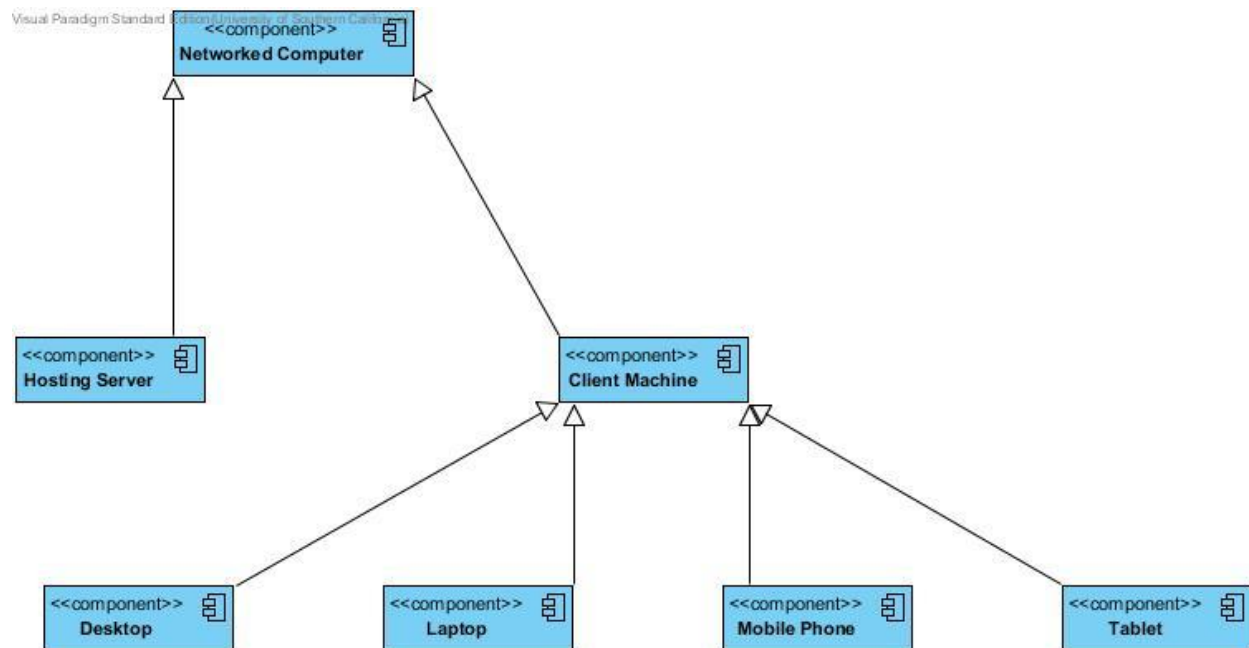 Visual Paradigm Standard Edition(University of Southern California)
<<component>>
Networked Computer
<<component>>
Hosting Server
<<component>>
Client Machine
<<component>>
Desktop
<<component>>
Laptop
<<component>>
Mobile Phone
<<component>>
Tablet